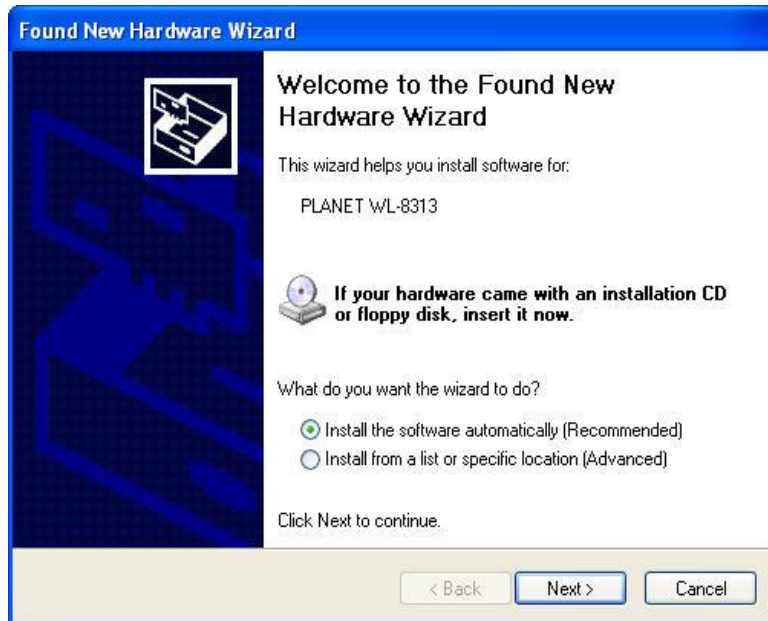 Found New Hardware Wizard
Welcome to the Found New
Hardware Wizard
This wizard helps you install software for:
PLANET WL-8313
If your hardware came with an installation CD
or floppy disk, insert it now.
What do you want the wizard to do?
Install the software automatically (Recommended)
Install from a list or specific location (Advanced)
Click Next to continue.
< Back Next > Cancel